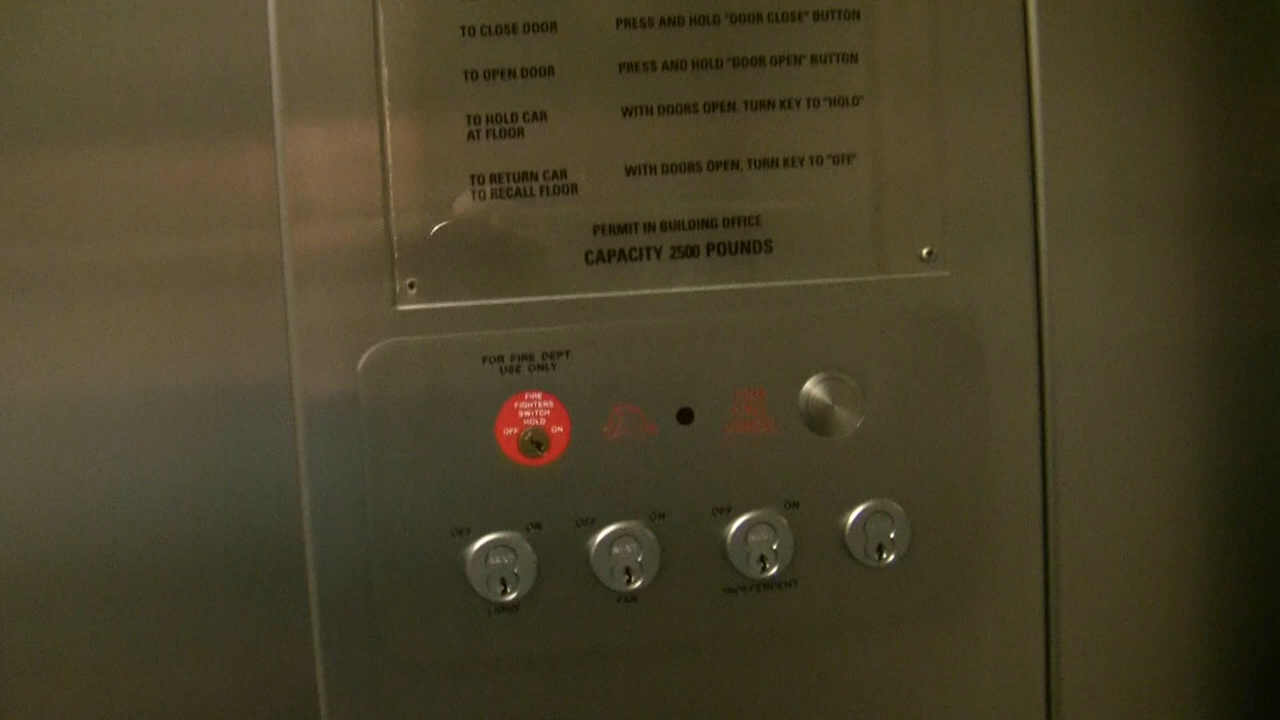 TO CLOSE DOOR PRESS AND HOLD "DOOR CLOSE" BUTTON
TO OPEN DOOR PRESS AND HOLD "DOOR OPEN" BUTTON
TO HOLD CAR WITH DOORS OPEN, TURN KEY TO "HOLD"
AT FLOOR
TO RETURN CAR WITH DOORS OPEN, TURN KEY TO "OFF"
TO RECALL FLOOR
PERMIT IN BUILDING OFFICE
CAPACITY 2500 POUNDS
FOR FIRE DEPT.
USE ONLY
FIRE
FIGHTERS
SWITCH
HOLD
OFF ON
OFF ON
LIGHT
OFF ON
FAN
OFF ON
INDEPENDENT